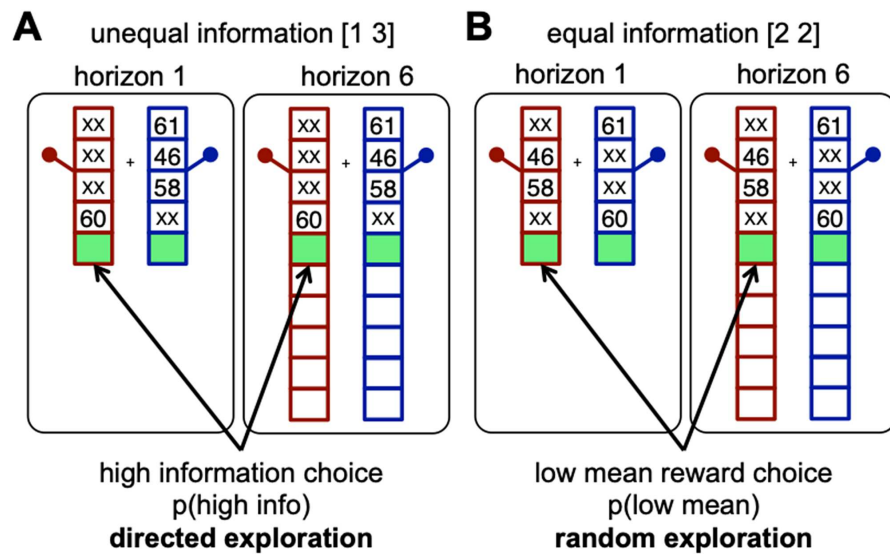 A
unequal information [1 3]
horizon 1
horizon 6
xx
61
xx
46
xx
58
60
xx
+
xx
61
xx
46
xx
58
60
xx
+
high information choice
p(high info)
directed exploration
B
equal information [2 2]
horizon 1
horizon 6
xx
61
46
xx
58
xx
xx
60
+
xx
61
46
xx
58
xx
xx
60
+
low mean reward choice
p(low mean)
random exploration